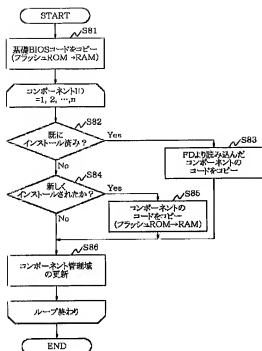 START
S81
基礎BIOSコードをコピー
(フラッシュROM→RAM)
コンポーネントI()
=1, 2, …,n
S82
既に
インストール済み?
Yes
No
S83
FDより読み込んだ
コンポーネントの
コードをコピー
S84
新しく
インストールされたか?
Yes
No
S85
コンポーネントの
コードをコピー
(フラッシュROM→RAM)
S86
コンポーネント管理域
の更新
ループ終わり
END